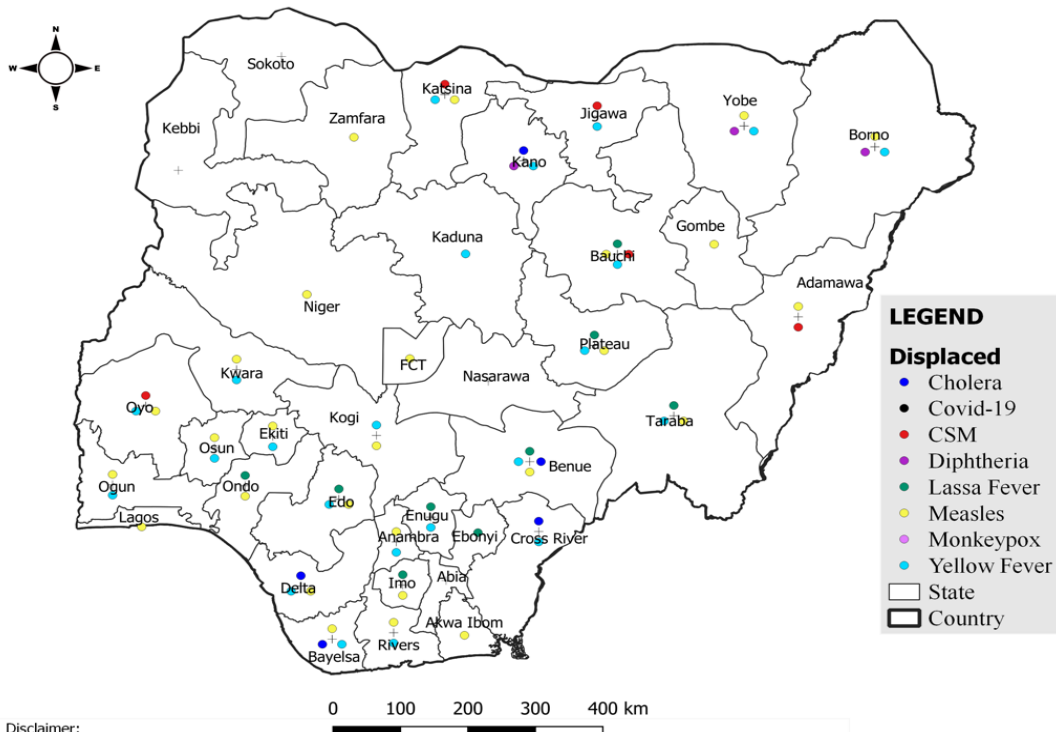 N
W
E
S
Sokoto
Katsina
Yobe
Zamfara
Jigawa
Kebbi
Borno
Kano
Gombe
Kaduna
Bauchi
Adamawa
Niger
LEGEND
Plateau
Displaced
FCT
Kwara
Nasarawa
Cholera
Covid-19
Oyo
Kogi
CSM
Taraba
Ekiti
Diphtheria
Osun
Benue
Lassa Fever
Ogun
Ondo
Edo
Measles
Lagos
Enugu
Anambra
Ebonyi
Cross River
Monkeypox
Yellow Fever
Delta
Imo
Abia
State
Akwa Ibom
Country
Rivers
Bayelsa
0 100 200 300 400 km
Disclaimer: